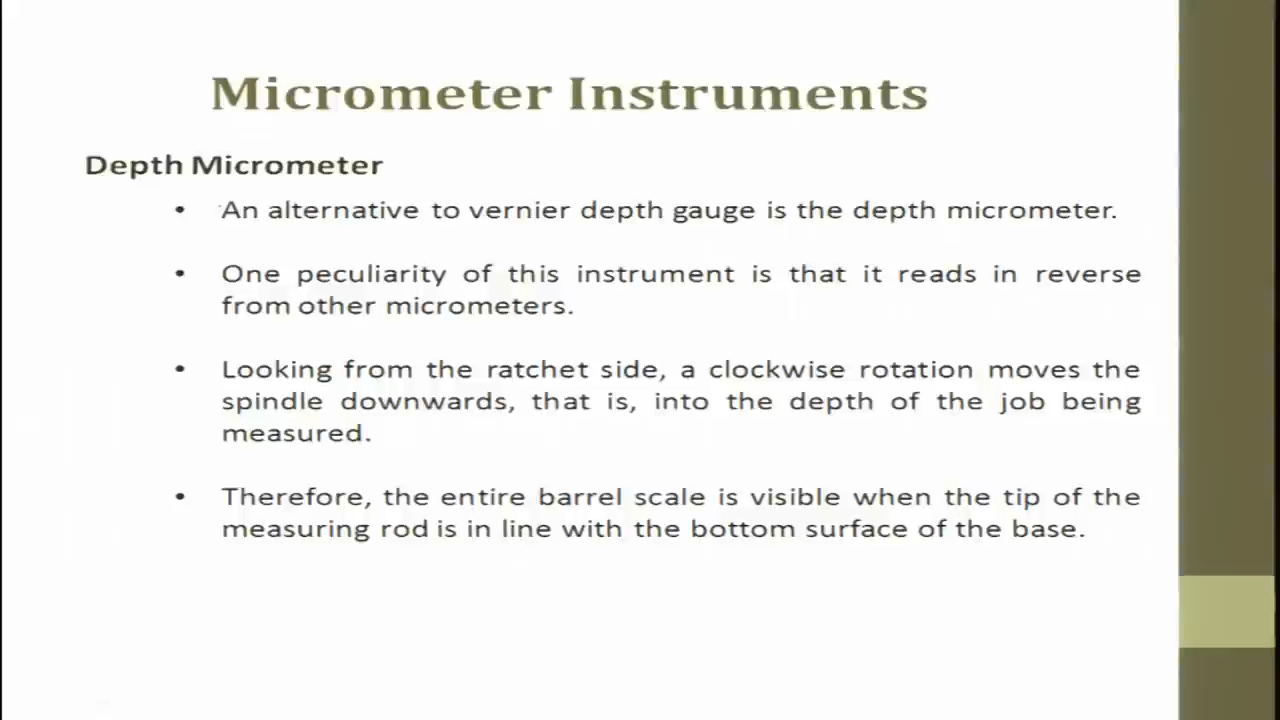 Micrometer Instruments
Depth Micrometer
• An alternative to vernier depth gauge is the depth micrometer.
• One peculiarity of this instrument is that it reads in reverse
from other micrometers.
• Looking from the ratchet side, a clockwise rotation moves the
spindle downwards, that is, into the depth of the job being
measured.
• Therefore, the entire barrel scale is visible when the tip of the
measuring rod is in line with the bottom surface of the base.